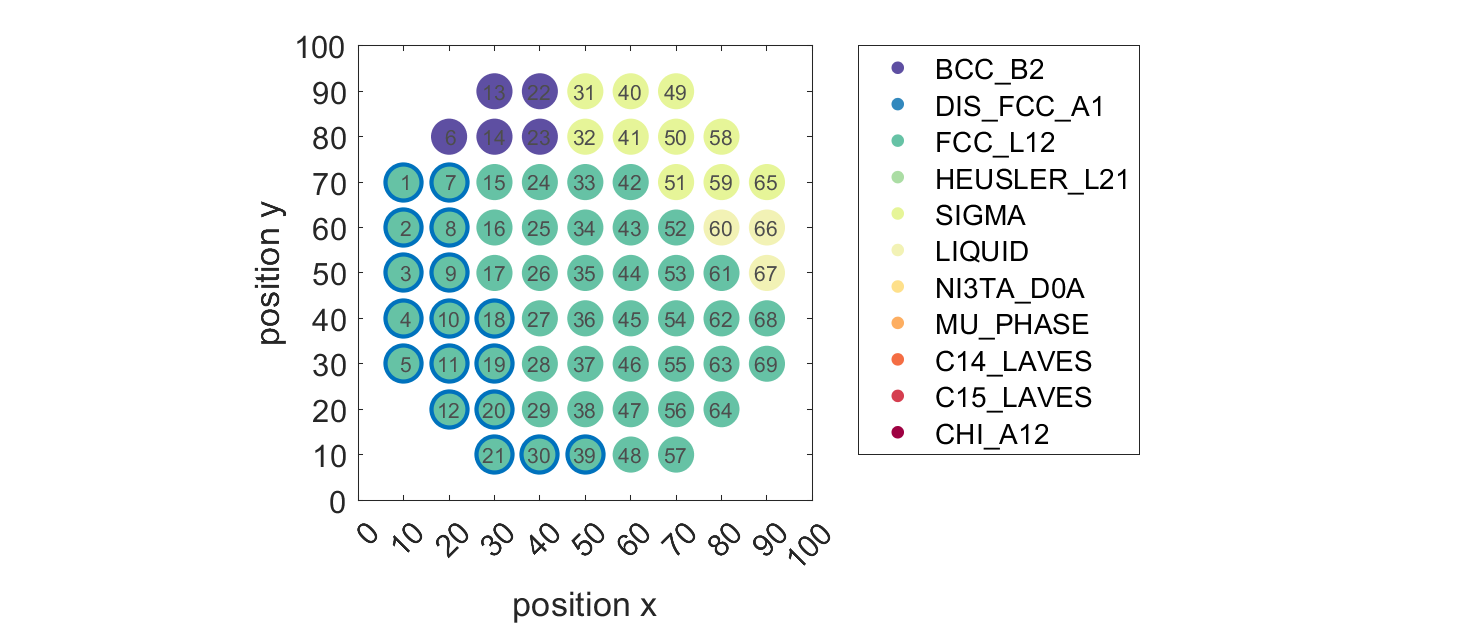 100
90
80
70
60
50
40
30
20
10
0
position y
13 22 31 40 49
6 14 23 32 41 50 58
1 7 15 24 33 42 51 59 65
2 8 16 25 34 43 52 60 66
3 9 17 26 35 44 53 61 67
4 10 18 27 36 45 54 62 68
5 11 19 28 37 46 55 63 69
12 20 29 38 47 56 64
21 30 39 48 57
0 10 20 30 40 50 60 70 80 90 100
position x
BCC_B2
DIS_FCC_A1
FCC_L12
HEUSLER_L21
SIGMA
LIQUID
NI3TA_D0A
MU_PHASE
C14_LAVES
C15_LAVES
CHI_A12